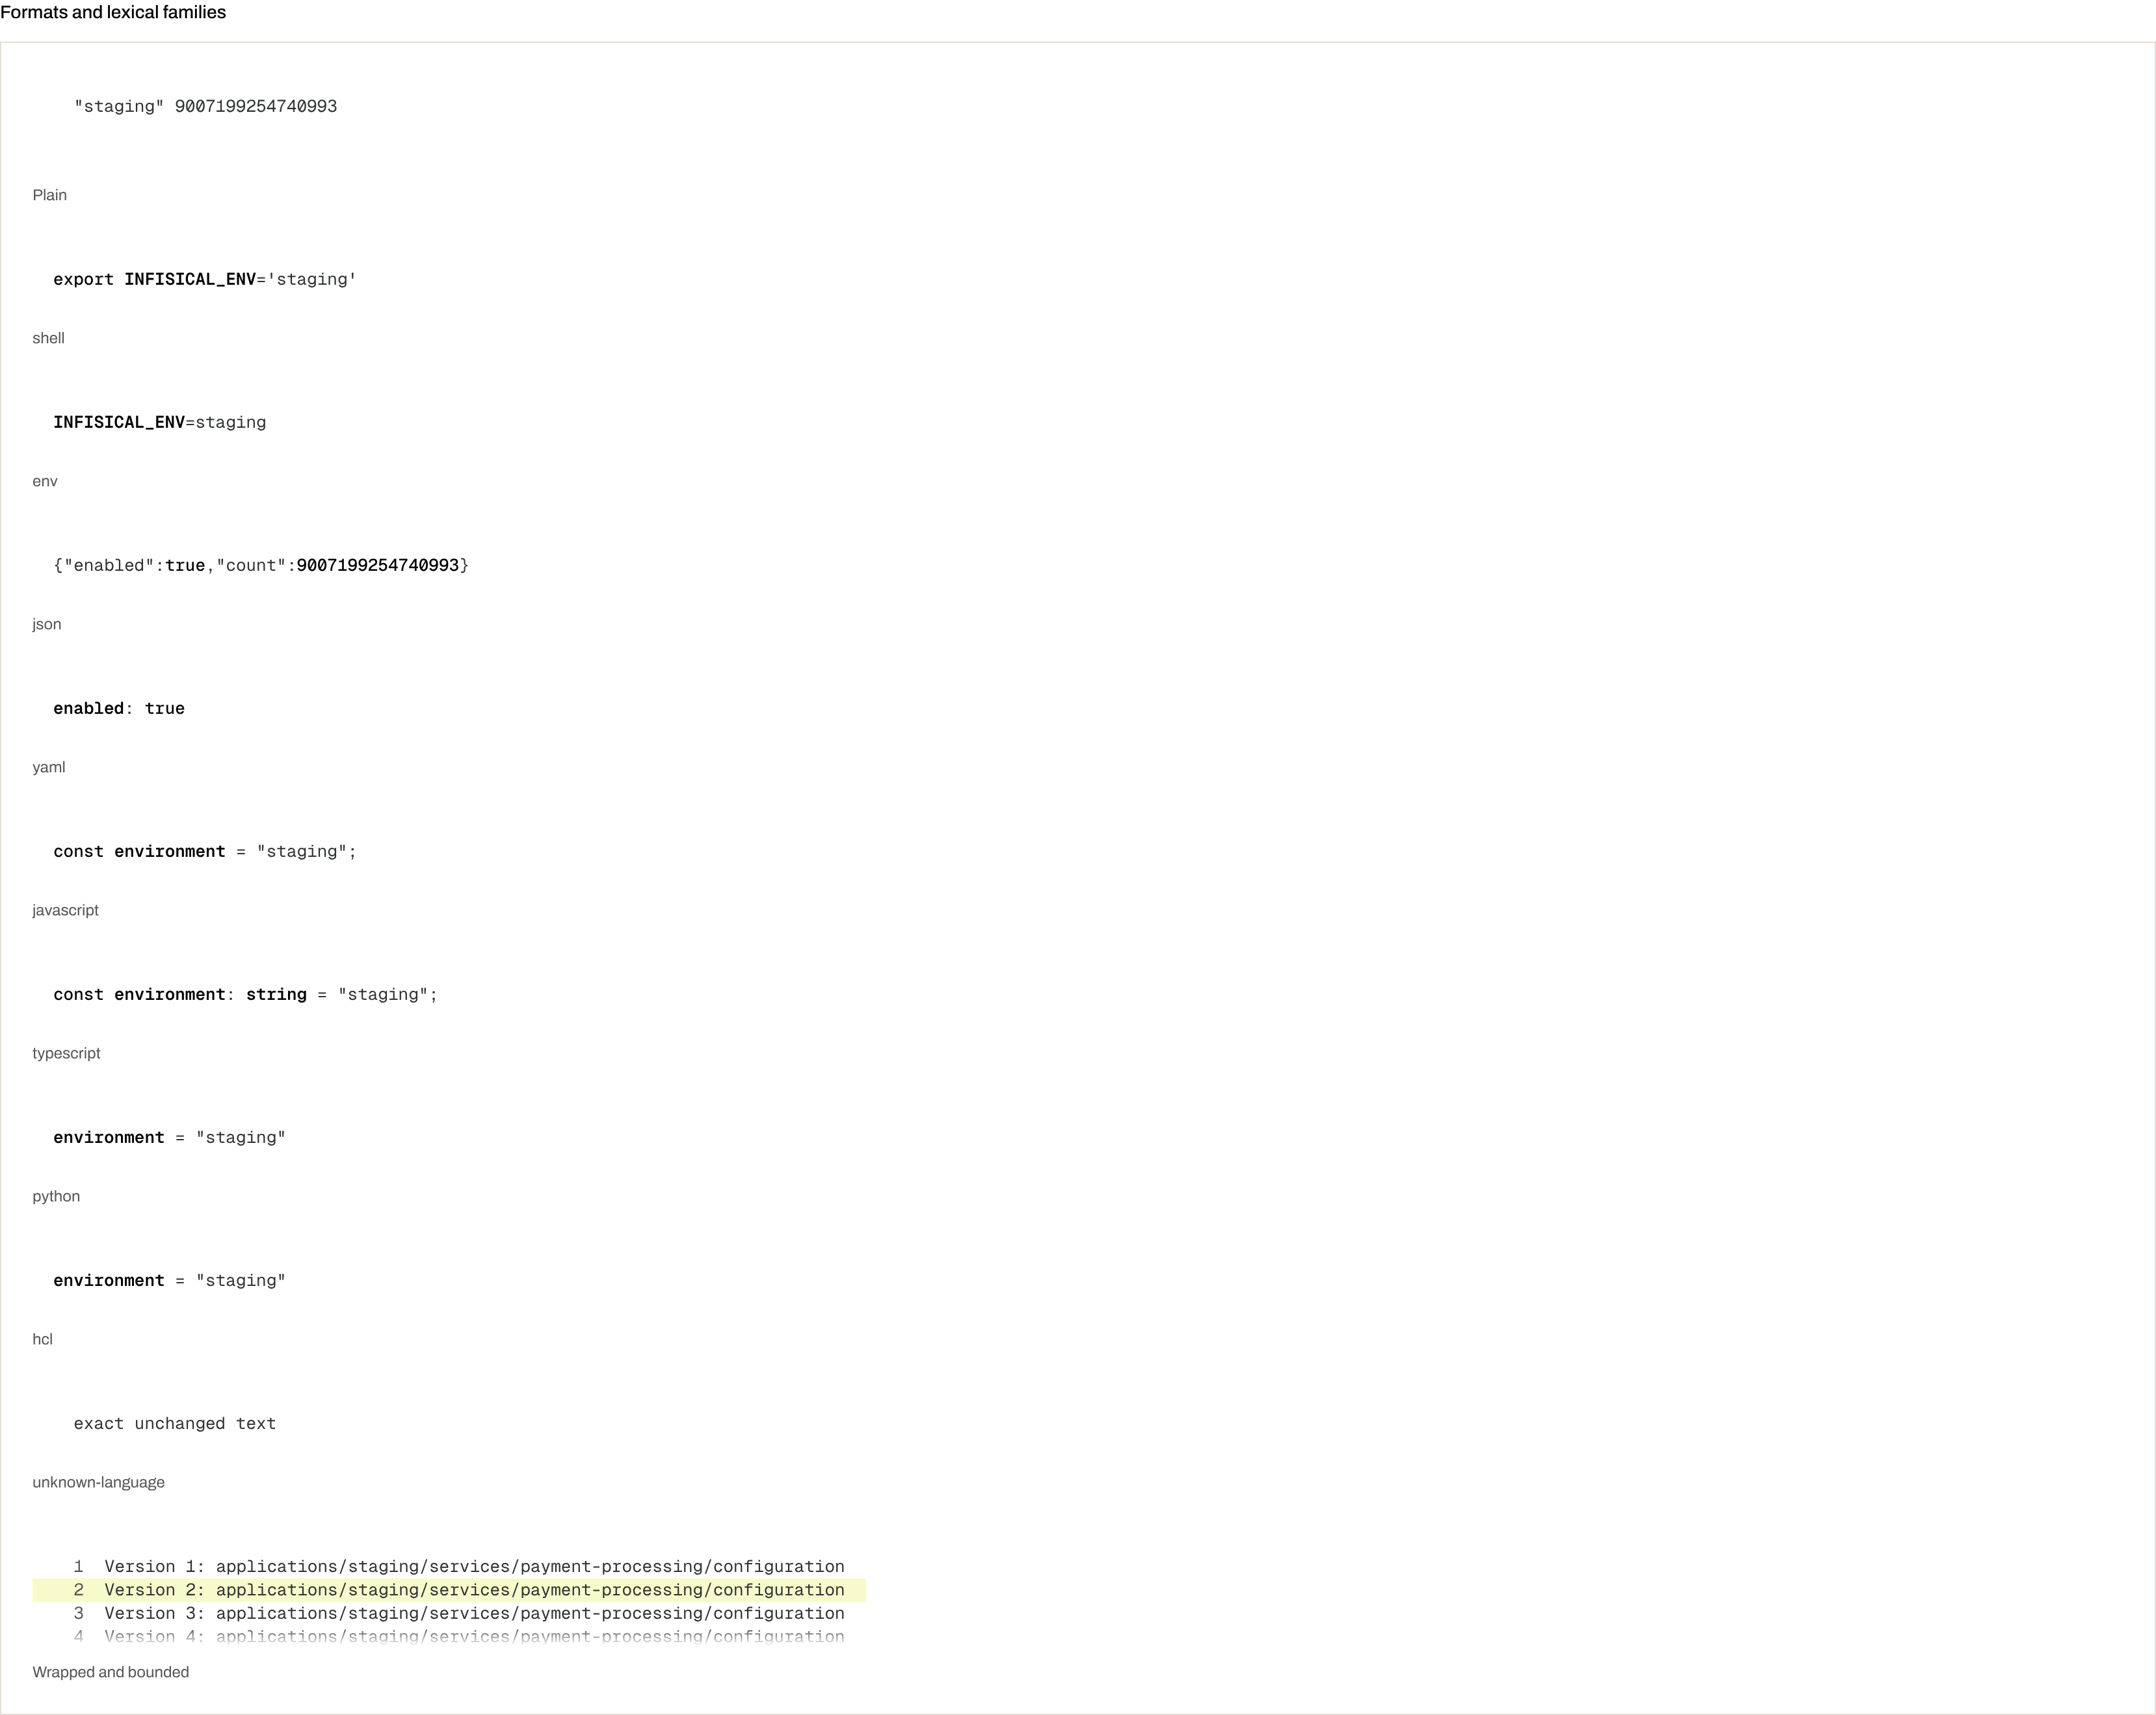 Formats and lexical families
"staging" 9007199254740993
Plain
export INFISICAL_ENV='staging'
shell
INFISICAL_ENV=staging
env
{"enabled":true,"count":9007199254740993}
json
enabled: true
yaml
const environment = "staging";
javascript
const environment: string = "staging";
typescript
environment = "staging"
python
environment = "staging"
hcl
exact unchanged text
unknown-language
1 Version 1: applications/staging/services/payment-processing/configuration
2 Version 2: applications/staging/services/payment-processing/configuration
3 Version 3: applications/staging/services/payment-processing/configuration
4 Version 4: applications/staging/services/payment-processing/configuration
Wrapped and bounded